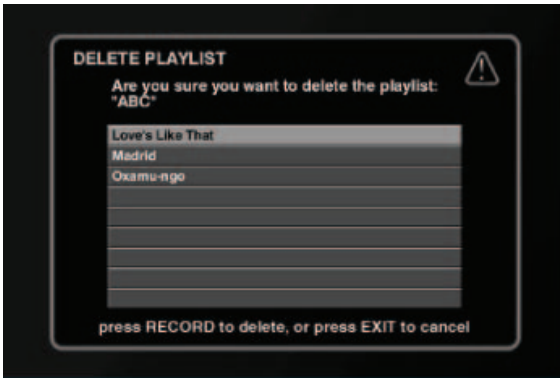 DELETE PLAYLIST
Are you sure you want to delete the playlist:
"ABC"
Love's Like That
Madrid
Oxamu-ngo
press RECORD to delete, or press EXIT to cancel